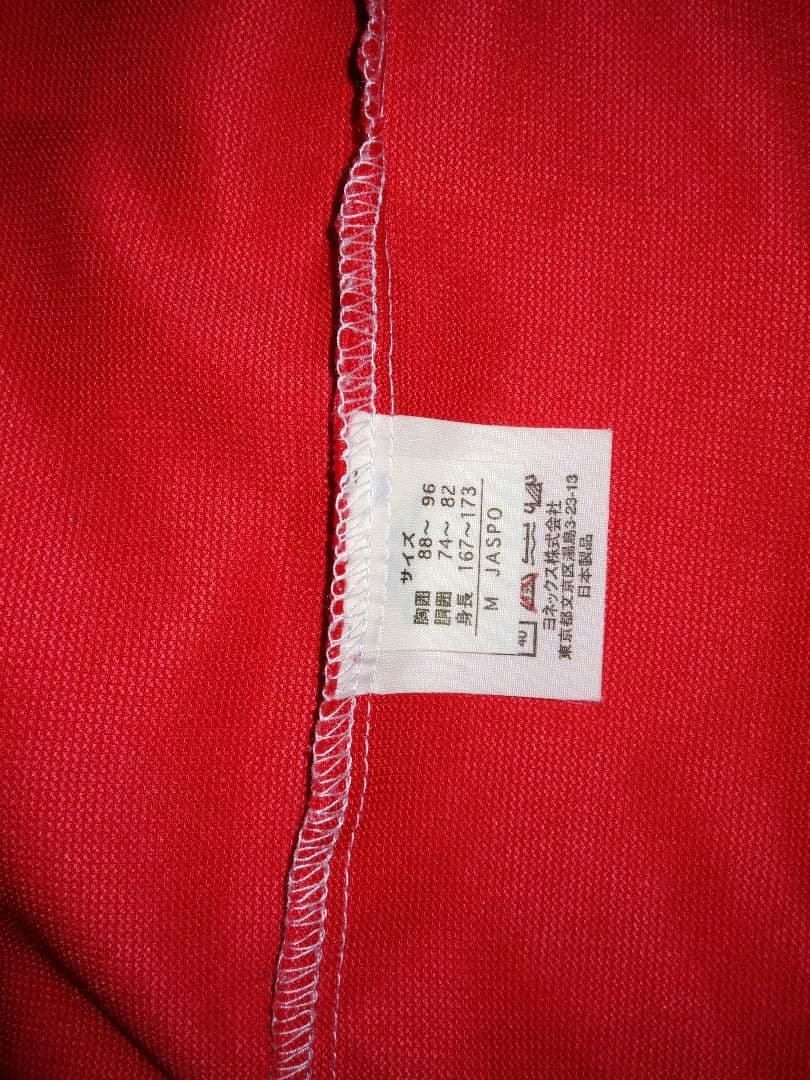 サイズ
胸囲 88～ 96
胴囲 74～ 82
身長 167～173
M JASPO
40
ヨネックス株式会社
東京都文京区湯島3-23-13
日本製品